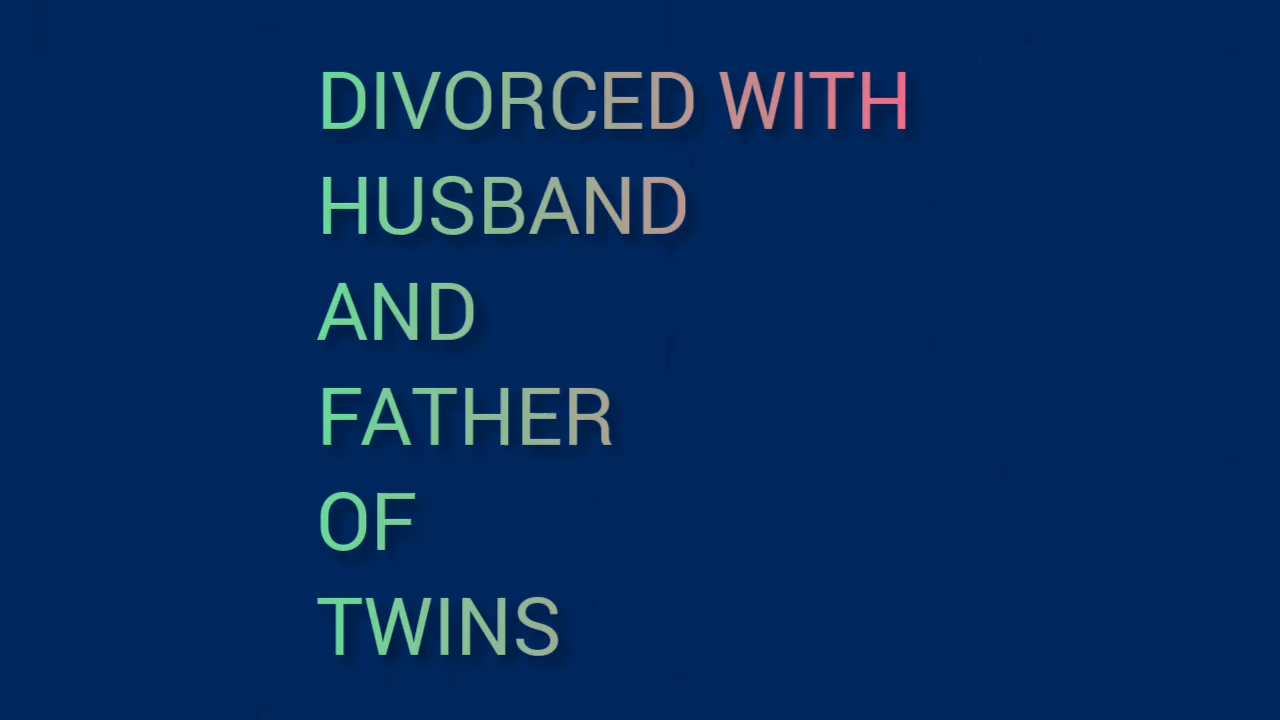 DIVORCED WITH
HUSBAND
AND
FATHER
OF
TWINS